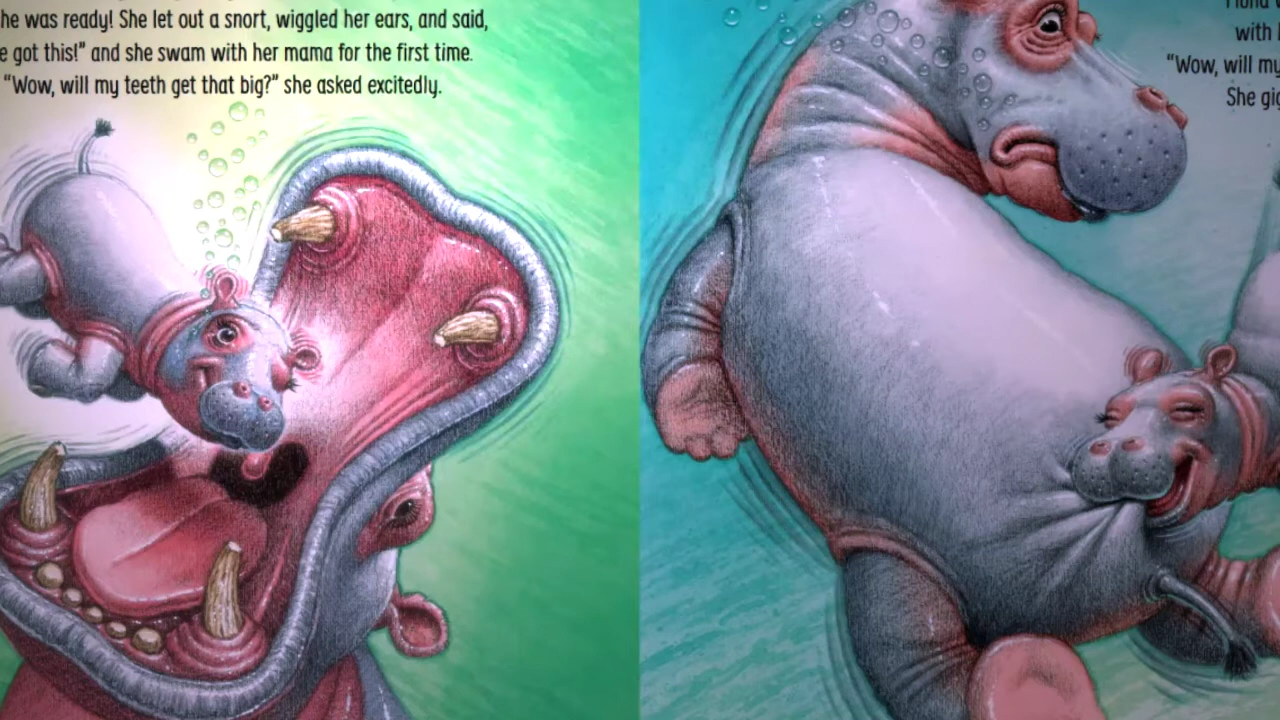 he was ready! She let out a snort, wiggled her ears, and said,
e got this!” and she swam with her mama for the first time.
“Wow, will my teeth get that big?” she asked excitedly.
with
“Wow, will my
She